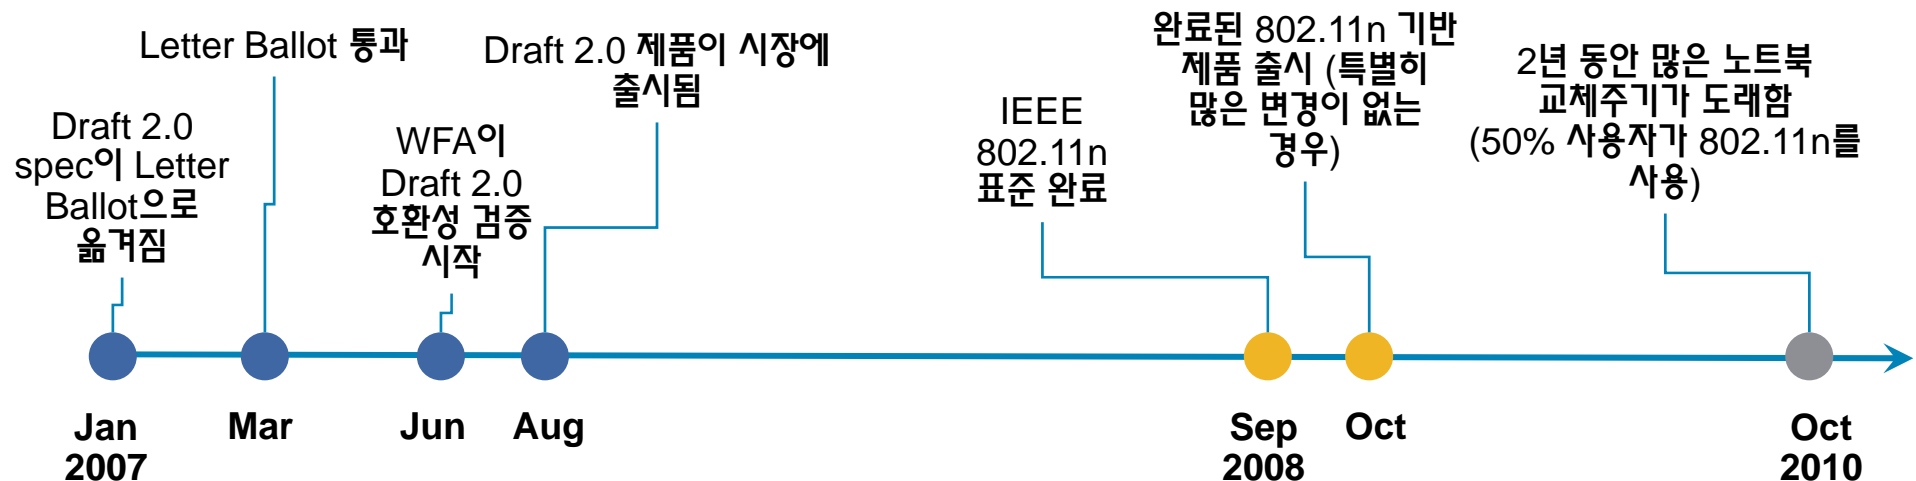 Letter Ballot 통과
Draft 2.0 제품이 시장에
출시됨
완료된 802.11n 기반
제품 출시 (특별히
많은 변경이 없는
경우)
2년 동안 많은 노트북
교체주기가 도래함
(50% 사용자가 802.11n를
사용)
Draft 2.0
spec이 Letter
Ballot으로
옮겨짐
WFA이
Draft 2.0
호환성 검증
시작
IEEE
802.11n
표준 완료
Jan
2007
Mar
Jun
Aug
Sep
2008
Oct
Oct
2010